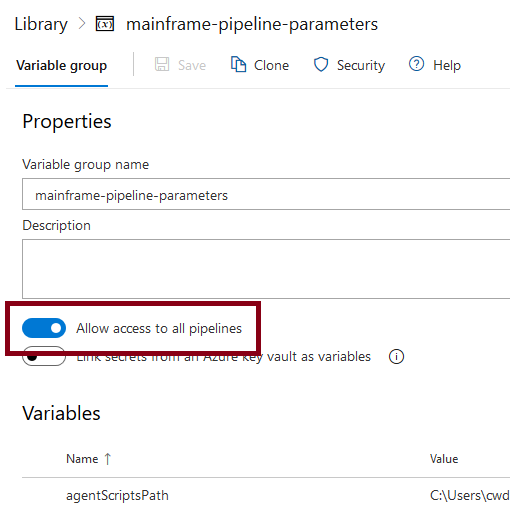 Library > mainframe-pipeline-parameters
Variable group Save Clone Security Help
Properties
Variable group name
mainframe-pipeline-parameters
Description
Allow access to all pipelines
Link secrets from an Azure key vault as variables
Variables
Name ↑ Value
agentScriptsPath C:\Users\cwd